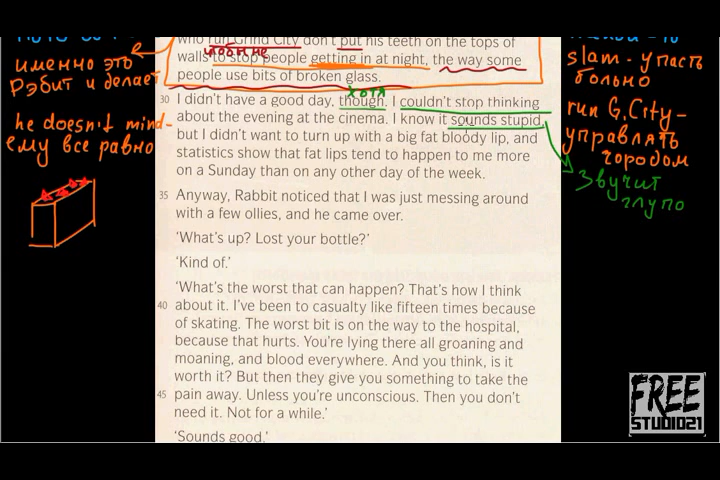 who run Grind City don't put his teeth on the tops of
чтобы не
walls to stop people getting in at night, the way some
people use bits of broken glass.
именно это
Рэбит и делает
he doesn't mind-
ему все равно
хотя
30 I didn't have a good day, though. I couldn't stop thinking
about the evening at the cinema. I know it sounds stupid,
but I didn't want to turn up with a big fat bloody lip, and
statistics show that fat lips tend to happen to me more
on a Sunday than on any other day of the week.
35 Anyway, Rabbit noticed that I was just messing around
with a few ollies, and he came over.
'What's up? Lost your bottle?'
'Kind of.'
'What's the worst that can happen? That's how I think
40 about it. I've been to casualty like fifteen times because
of skating. The worst bit is on the way to the hospital,
because that hurts. You're lying there all groaning and
moaning, and blood everywhere. And you think, is it
worth it? But then they give you something to take the
45 pain away. Unless you're unconscious. Then you don't
need it. Not for a while.'
'Sounds good.'
slam - упасть
больно
run G.City-
управлять
городом
Звучит
глупо
FREE
STUDIO21